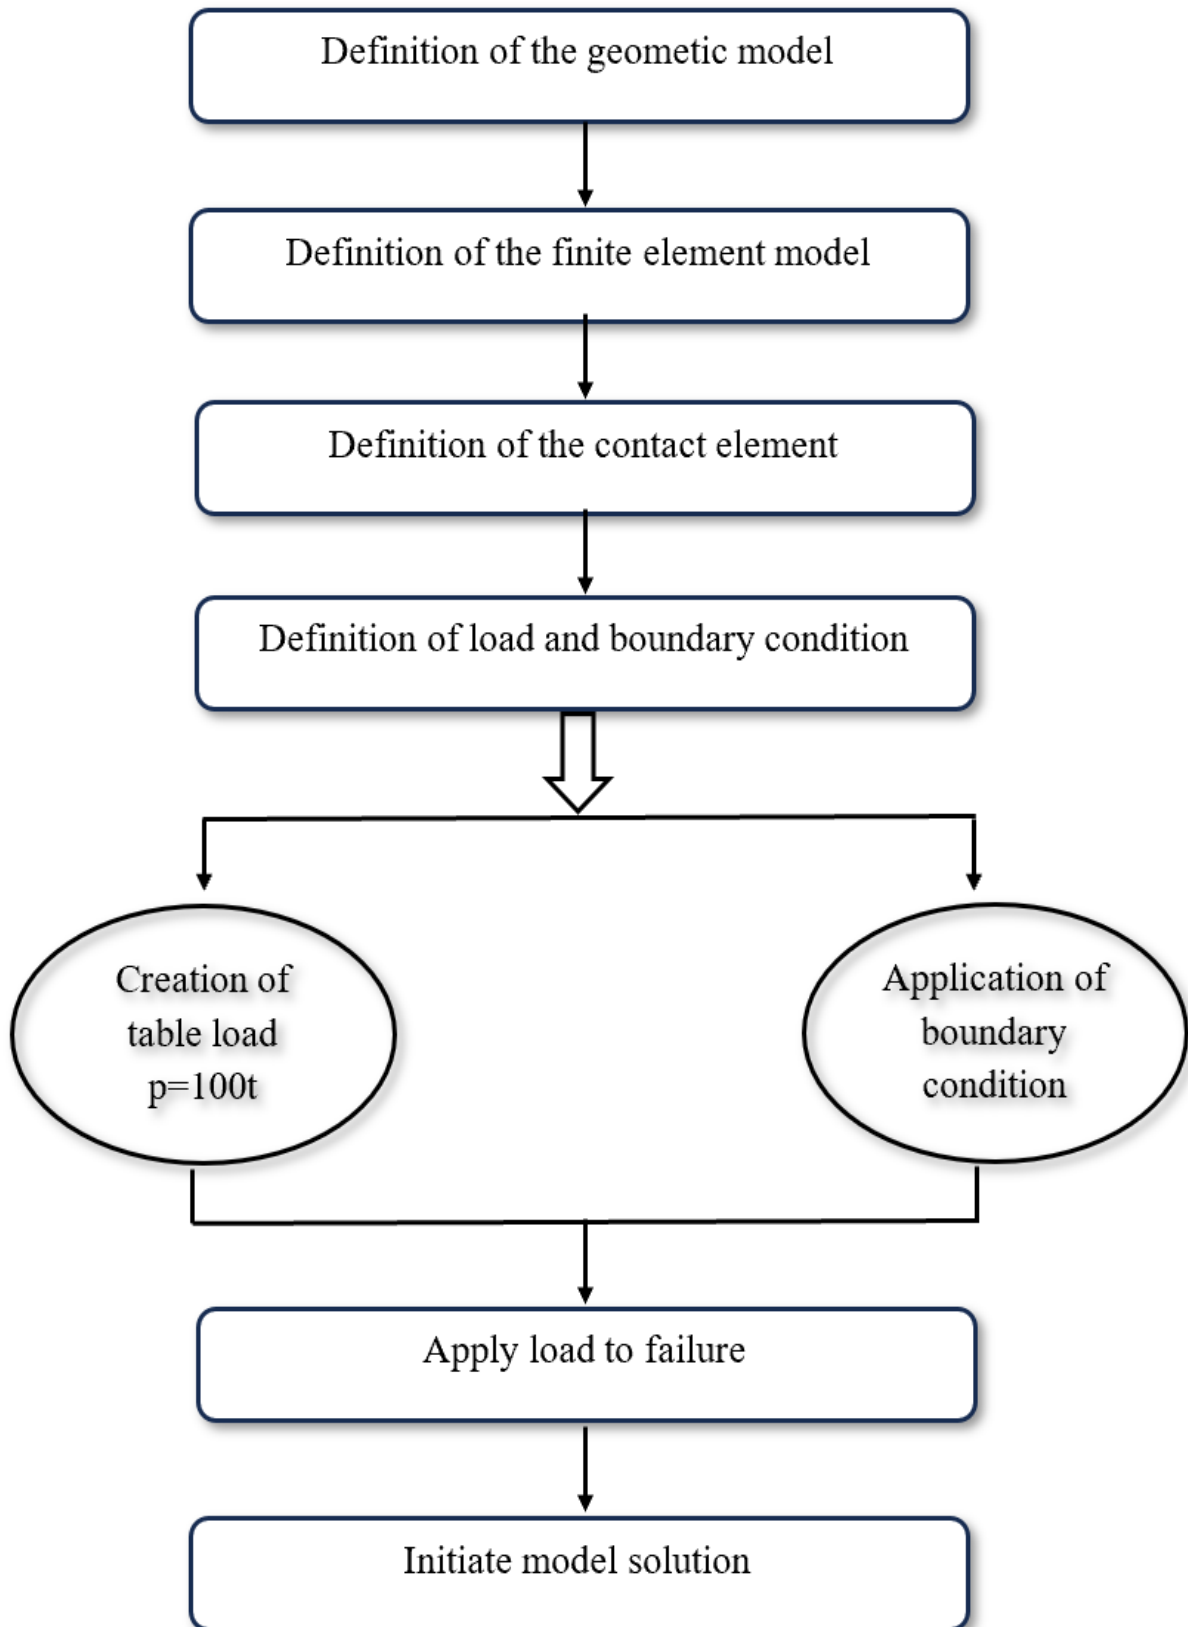 Definition of the geometic model
Definition of the finite element model
Definition of the contact element
Definition of load and boundary condition
Creation of
table load
p=100t
Application of
boundary
condition
Apply load to failure
Initiate model solution